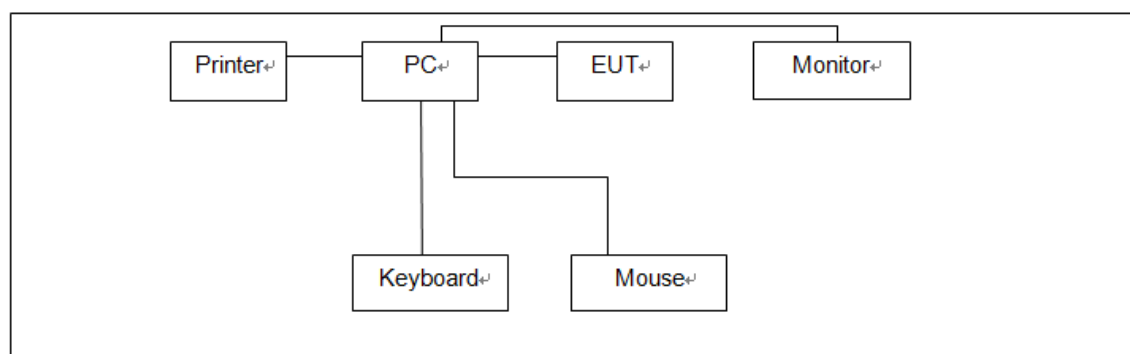 Printer
PC
EUT
Monitor
Keyboard
Mouse